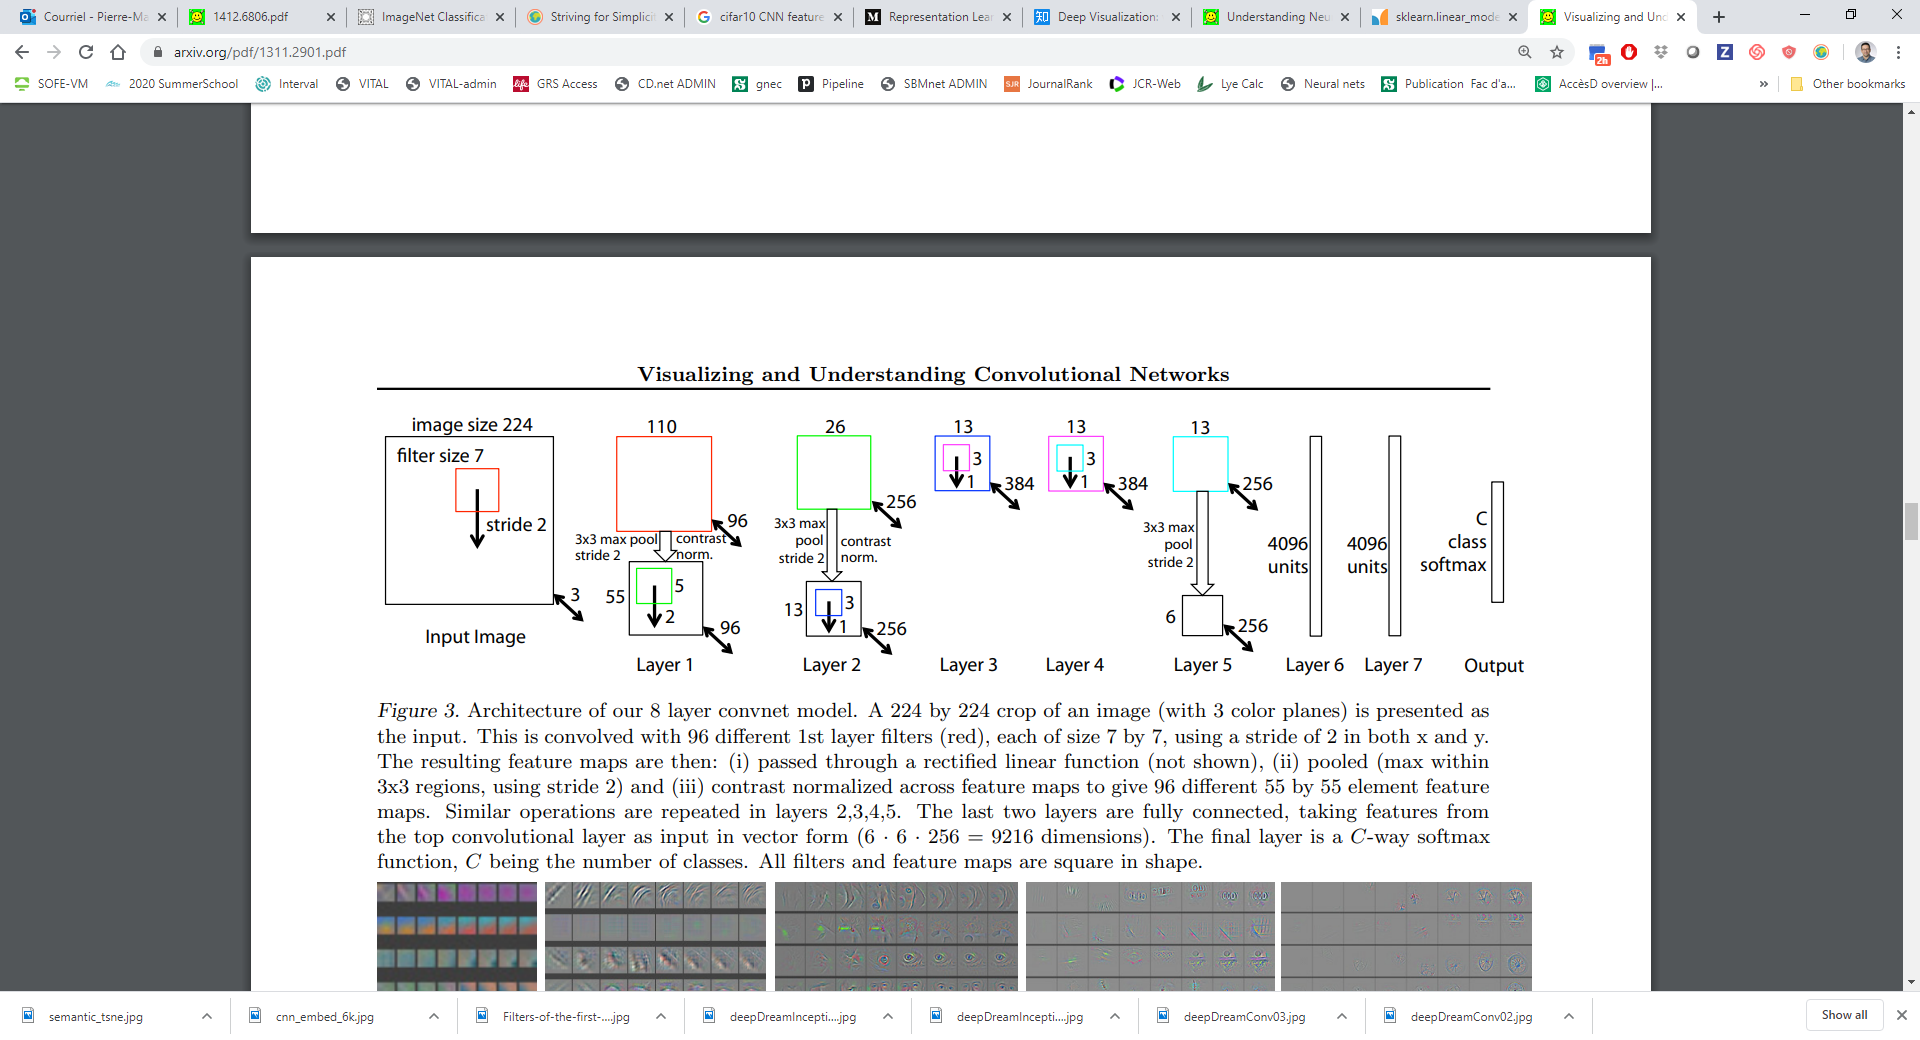 Courriel - Pierre-Ma
1412.6806.pdf
ImageNet Classifica
Striving for Simplici
cifar10 CNN feature
Representation Lear
Deep Visualization:
Understanding Neu
sklearn.linear_mode
Visualizing and Und
arxiv.org/pdf/1311.2901.pdf
2h
SOFE-VM
2020 SummerSchool
Interval
VITAL
VITAL-admin
GRS Access
CD.net ADMIN
gnec
Pipeline
SBMnet ADMIN
JournalRank
JCR-Web
Lye Calc
Neural nets
Publication Fac d'a...
AccèsD overview |...
»
Other bookmarks
Visualizing and Understanding Convolutional Networks
image size 224
filter size 7
stride 2
3
Input Image
110
96
3x3 max pool
stride 2
contrast
norm.
55
5
2
96
Layer 1
26
256
3x3 max
pool
stride 2
contrast
norm.
13
3
1
256
Layer 2
13
3
1
384
Layer 3
13
3
1
384
Layer 4
13
256
3x3 max
pool
stride 2
6
256
Layer 5
4096
units
Layer 6
4096
units
Layer 7
C
class
softmax
Output
Figure 3. Architecture of our 8 layer convnet model. A 224 by 224 crop of an image (with 3 color planes) is presented as
the input. This is convolved with 96 different 1st layer filters (red), each of size 7 by 7, using a stride of 2 in both x and y.
The resulting feature maps are then: (i) passed through a rectified linear function (not shown), (ii) pooled (max within
3x3 regions, using stride 2) and (iii) contrast normalized across feature maps to give 96 different 55 by 55 element feature
maps. Similar operations are repeated in layers 2,3,4,5. The last two layers are fully connected, taking features from
the top convolutional layer as input in vector form (6 · 6 · 256 = 9216 dimensions). The final layer is a C-way softmax
function, C being the number of classes. All filters and feature maps are square in shape.
semantic_tsne.jpg
cnn_embed_6k.jpg
Filters-of-the-first-....jpg
deepDreamIncepti....jpg
deepDreamIncepti....jpg
deepDreamConv03.jpg
deepDreamConv02.jpg
Show all